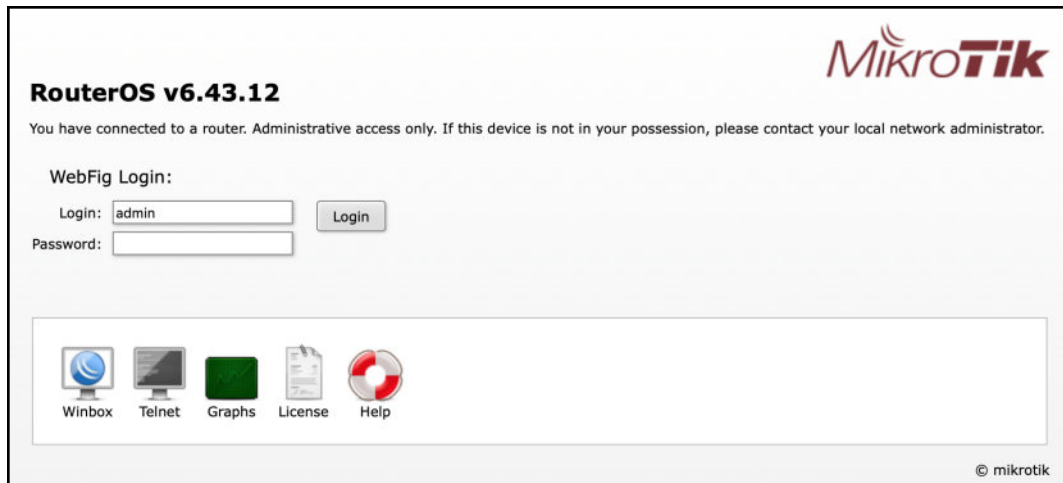 MikroTik
RouterOS v6.43.12
You have connected to a router. Administrative access only. If this device is not in your possession, please contact your local network administrator.
WebFig Login:
Login: admin Login
Password:
Winbox Telnet Graphs License Help
© mikrotik